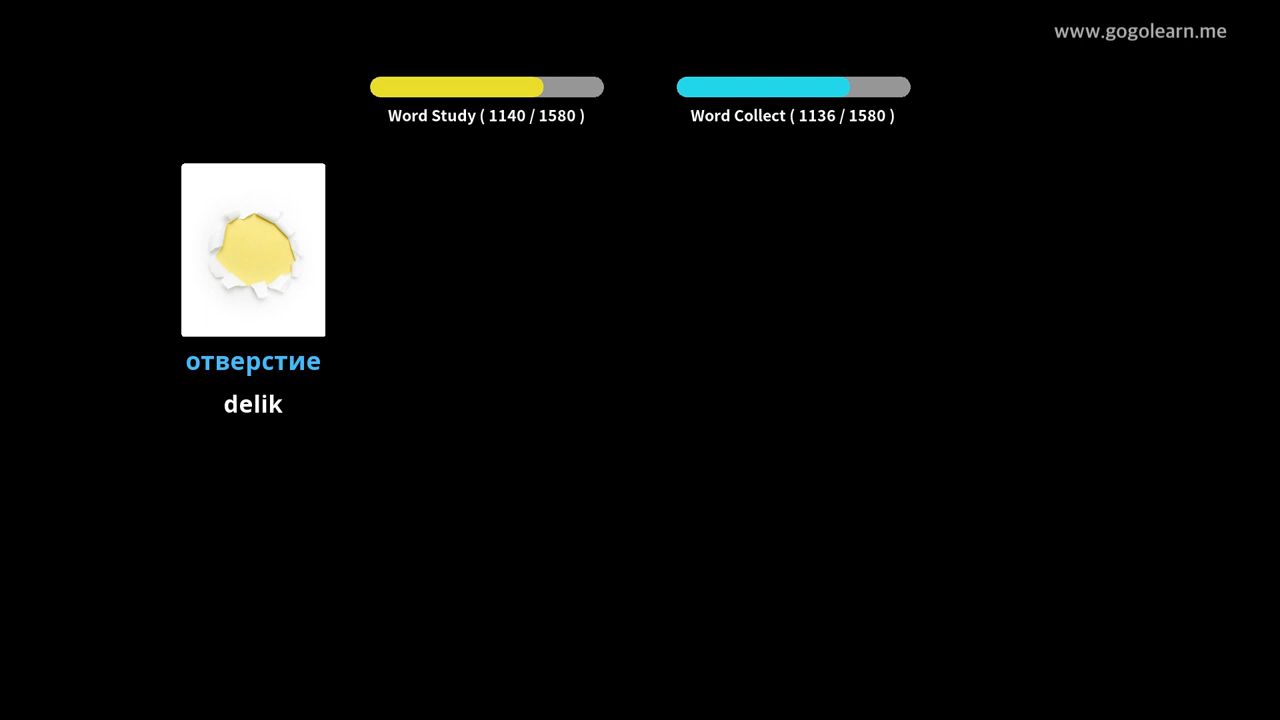 www.gogolearn.me
Word Study ( 1140 / 1580 )
Word Collect ( 1136 / 1580 )
отверстие
delik